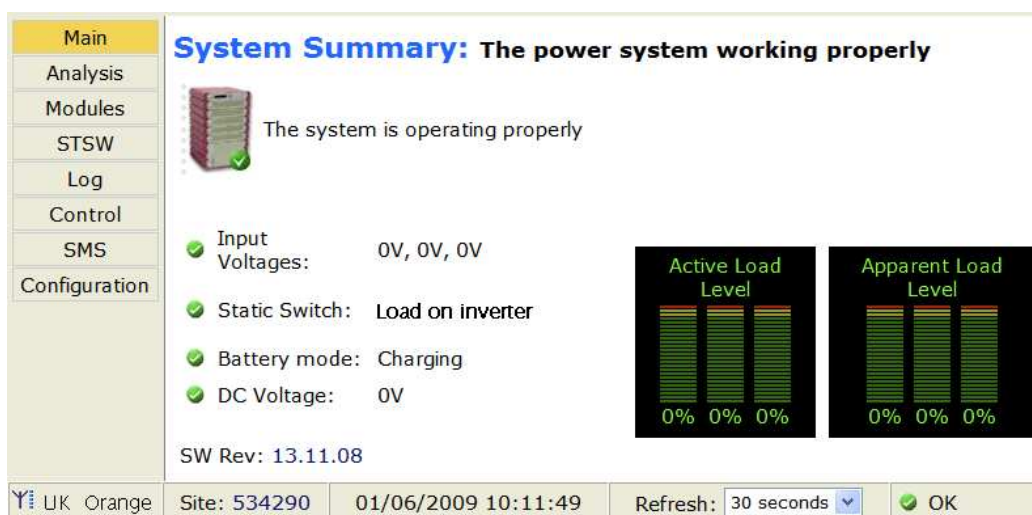 Main
Analysis
Modules
STSW
Log
Control
SMS
Configuration
System Summary: The power system working properly
The system is operating properly
Input
Voltages:
0V, 0V, 0V
Static Switch: Load on inverter
Battery mode: Charging
DC Voltage: 0V
SW Rev: 13.11.08
Active Load
Level
0% 0% 0%
Apparent Load
Level
0% 0% 0%
UK Orange
Site: 534290
01/06/2009 10:11:49
Refresh: 30 seconds
OK